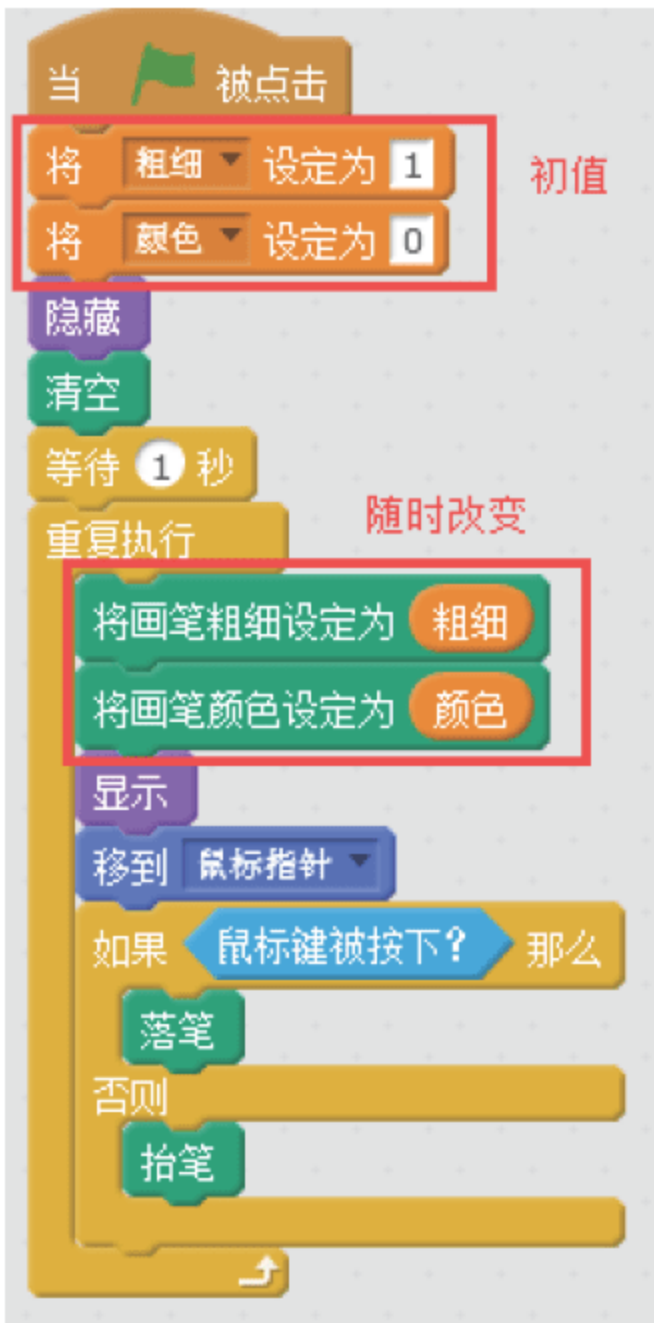 当 被点击
将 粗细 设定为 1
初值
将 颜色 设定为 0
隐藏
清空
等待 1 秒
随时改变
重复执行
将画笔粗细设定为 粗细
将画笔颜色设定为 颜色
显示
移到 鼠标指针
如果 鼠标键被按下? 那么
落笔
否则
抬笔